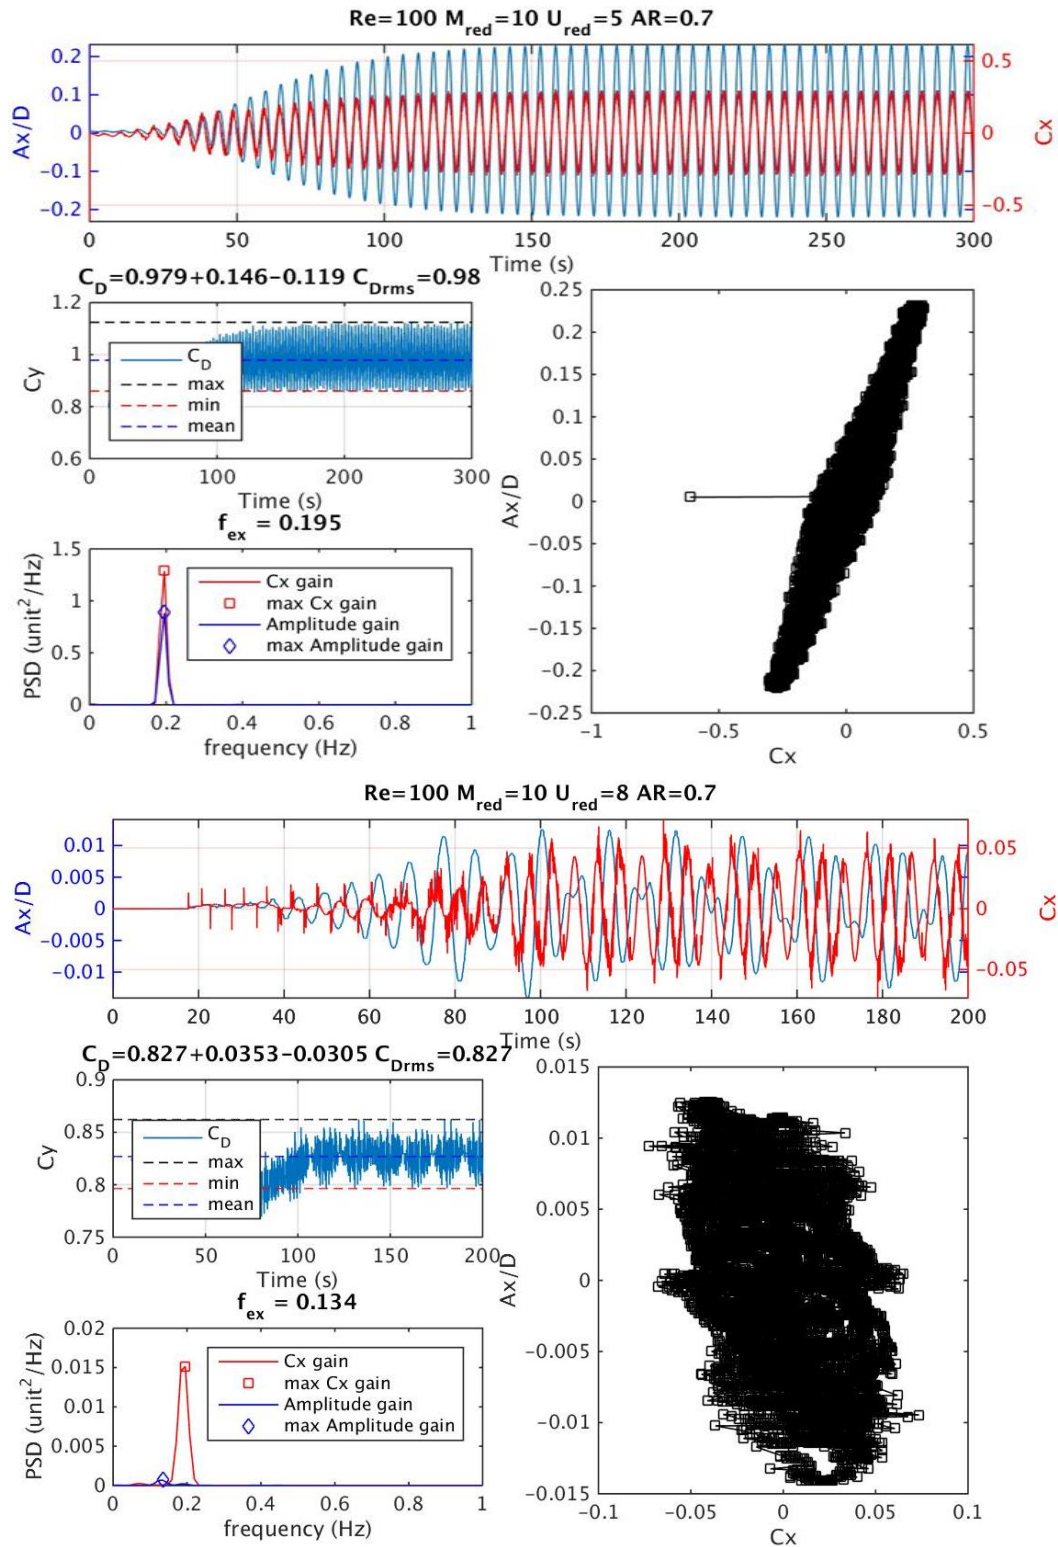 Re=100 M_red=10 U_red=5 AR=0.7
0.2
0.1
0
−0.1
−0.2
Ax/D
0.5
0
−0.5
Cx
0 50 100 150 200 250 300
Time (s)
C_D=0.979+0.146−0.119 C_Drms=0.98
1.2
1
0.8
0.6
Cy
C_D
max
min
mean
0 100 200 300
Time (s)
f_ex = 0.195
1.5
1
0.5
0
PSD (unit²/Hz)
Cx gain
max Cx gain
Amplitude gain
max Amplitude gain
0 0.2 0.4 0.6 0.8 1
frequency (Hz)
0.25
0.2
0.15
0.1
0.05
0
−0.05
−0.1
−0.15
−0.2
−0.25
Ax/D
−1 −0.5 0 0.5
Cx
Re=100 M_red=10 U_red=8 AR=0.7
0.01
0.005
0
−0.005
−0.01
Ax/D
0.05
0
−0.05
Cx
0 20 40 60 80 100 120 140 160 180 200
Time (s)
C_D=0.827+0.0353−0.0305 C_Drms=0.827
0.9
0.85
0.8
0.75
Cy
C_D
max
min
mean
0 50 100 150 200
Time (s)
f_ex = 0.134
0.02
0.015
0.01
0.005
0
PSD (unit²/Hz)
Cx gain
max Cx gain
Amplitude gain
max Amplitude gain
0 0.2 0.4 0.6 0.8 1
frequency (Hz)
0.015
0.01
0.005
0
−0.005
−0.01
−0.015
Ax/D
−0.1 −0.05 0 0.05 0.1
Cx